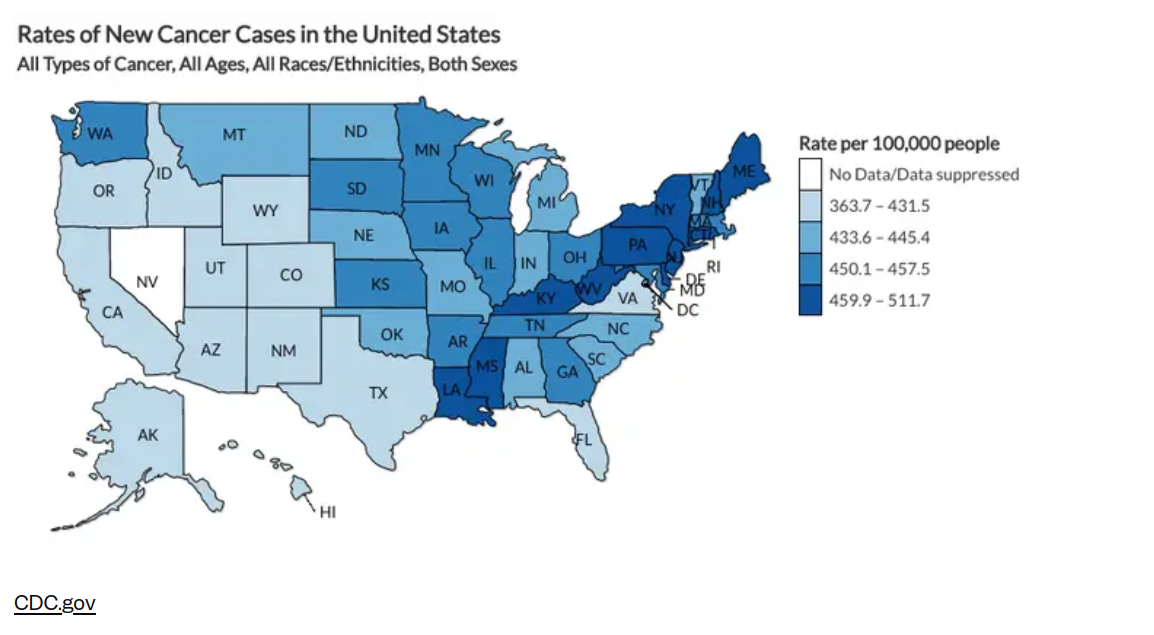 Rates of New Cancer Cases in the United States
All Types of Cancer, All Ages, All Races/Ethnicities, Both Sexes
WA
MT
ND
MN
OR
ID
SD
WI
MI
ME
VT
NH
WY
NY
MA
CT
NE
IA
PA
NJ
RI
NV
UT
CO
KS
MO
IL
IN
OH
WV
VA
DE
MD
DC
CA
KY
AZ
NM
OK
AR
TN
NC
MS
AL
GA
SC
TX
LA
FL
AK
HI
Rate per 100,000 people
No Data/Data suppressed
363.7 – 431.5
433.6 – 445.4
450.1 – 457.5
459.9 – 511.7
CDC.gov